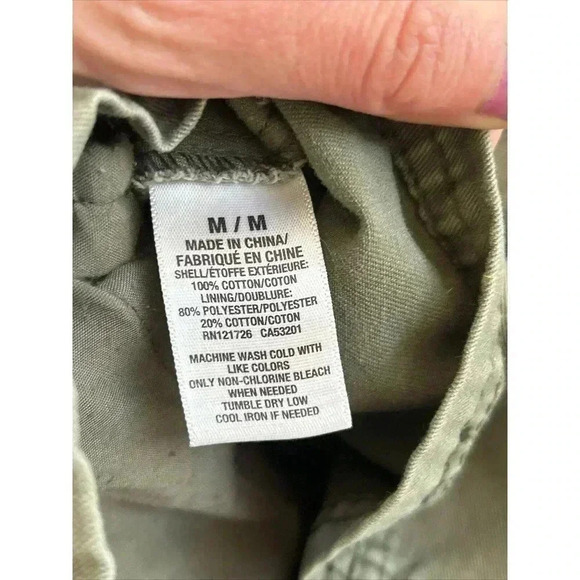 M / M
MADE IN CHINA/
FABRIQUÉ EN CHINE
SHELL/ÉTOFFE EXTÉRIEURE:
100% COTTON/COTON
LINING/DOUBLURE:
80% POLYESTER/POLYESTER
20% COTTON/COTON
RN121726 CA53201
MACHINE WASH COLD WITH
LIKE COLORS
ONLY NON-CHLORINE BLEACH
WHEN NEEDED
TUMBLE DRY LOW
COOL IRON IF NEEDED